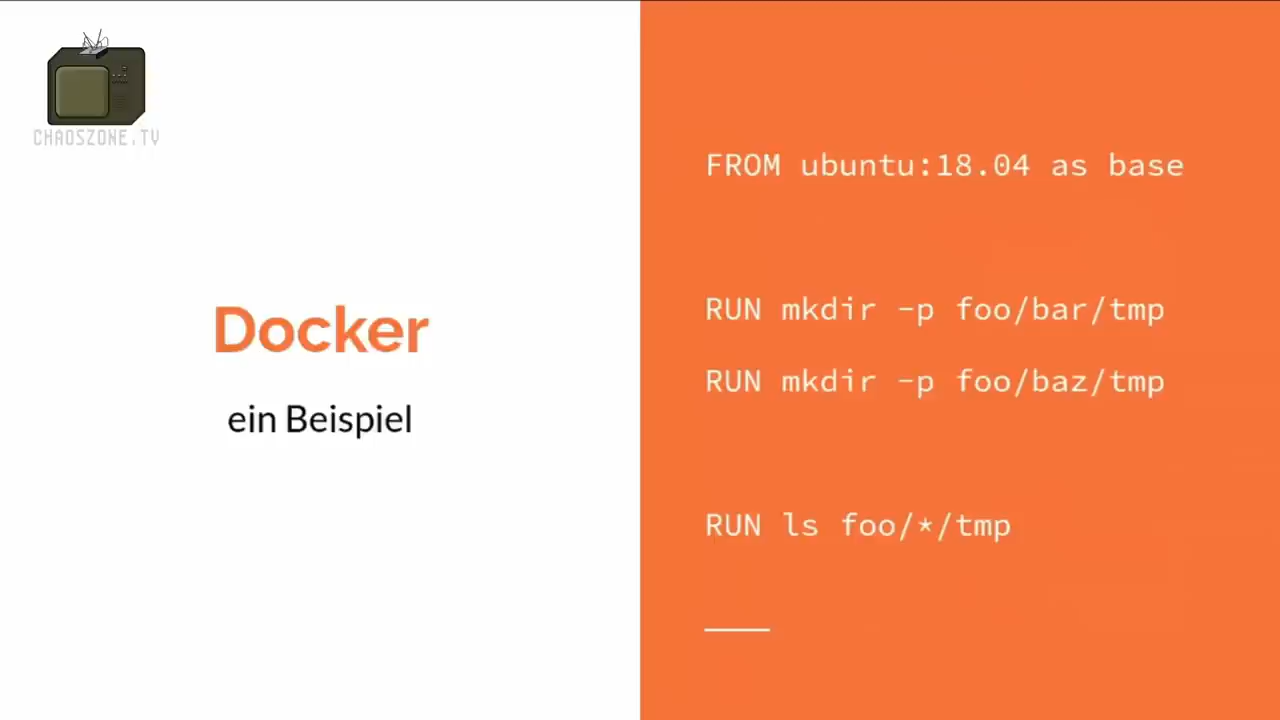 CHAOSZONE.TV
Docker
ein Beispiel
FROM ubuntu:18.04 as base
RUN mkdir -p foo/bar/tmp
RUN mkdir -p foo/baz/tmp
RUN ls foo/*/tmp